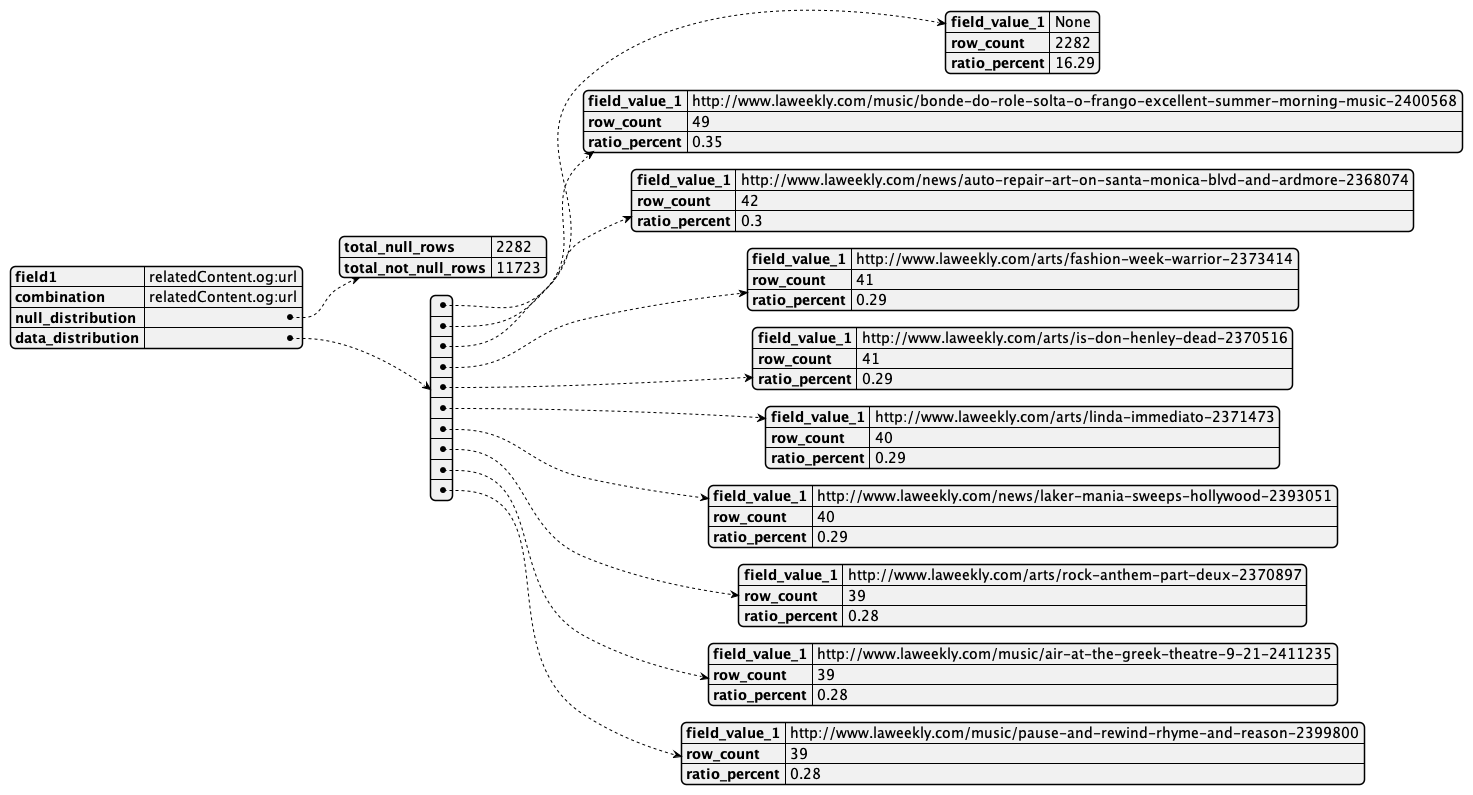 field1 relatedContent.og:url
combination relatedContent.og:url
null_distribution
data_distribution
total_null_rows 2282
total_not_null_rows 11723
field_value_1 None
row_count 2282
ratio_percent 16.29
field_value_1 http://www.laweekly.com/music/bonde-do-role-solta-o-frango-excellent-summer-morning-music-2400568
row_count 49
ratio_percent 0.35
field_value_1 http://www.laweekly.com/news/auto-repair-art-on-santa-monica-blvd-and-ardmore-2368074
row_count 42
ratio_percent 0.3
field_value_1 http://www.laweekly.com/arts/fashion-week-warrior-2373414
row_count 41
ratio_percent 0.29
field_value_1 http://www.laweekly.com/arts/is-don-henley-dead-2370516
row_count 41
ratio_percent 0.29
field_value_1 http://www.laweekly.com/arts/linda-immediato-2371473
row_count 40
ratio_percent 0.29
field_value_1 http://www.laweekly.com/news/laker-mania-sweeps-hollywood-2393051
row_count 40
ratio_percent 0.29
field_value_1 http://www.laweekly.com/arts/rock-anthem-part-deux-2370897
row_count 39
ratio_percent 0.28
field_value_1 http://www.laweekly.com/music/air-at-the-greek-theatre-9-21-2411235
row_count 39
ratio_percent 0.28
field_value_1 http://www.laweekly.com/music/pause-and-rewind-rhyme-and-reason-2399800
row_count 39
ratio_percent 0.28